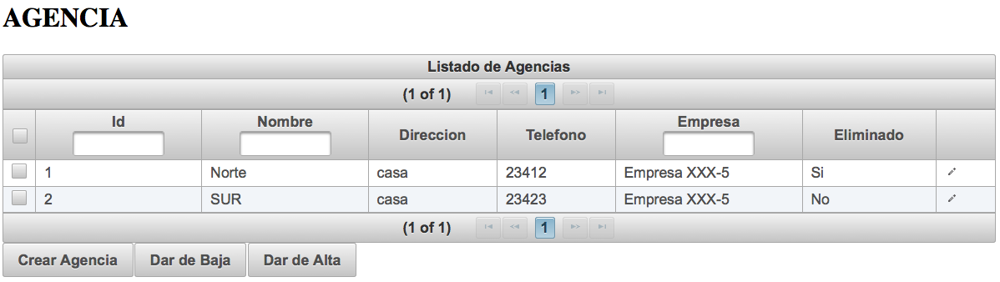 AGENCIA
Listado de Agencias
(1 of 1) 1
Id Nombre Direccion Telefono Empresa Eliminado
1 Norte casa 23412 Empresa XXX-5 Si
2 SUR casa 23423 Empresa XXX-5 No
(1 of 1) 1
Crear Agencia Dar de Baja Dar de Alta